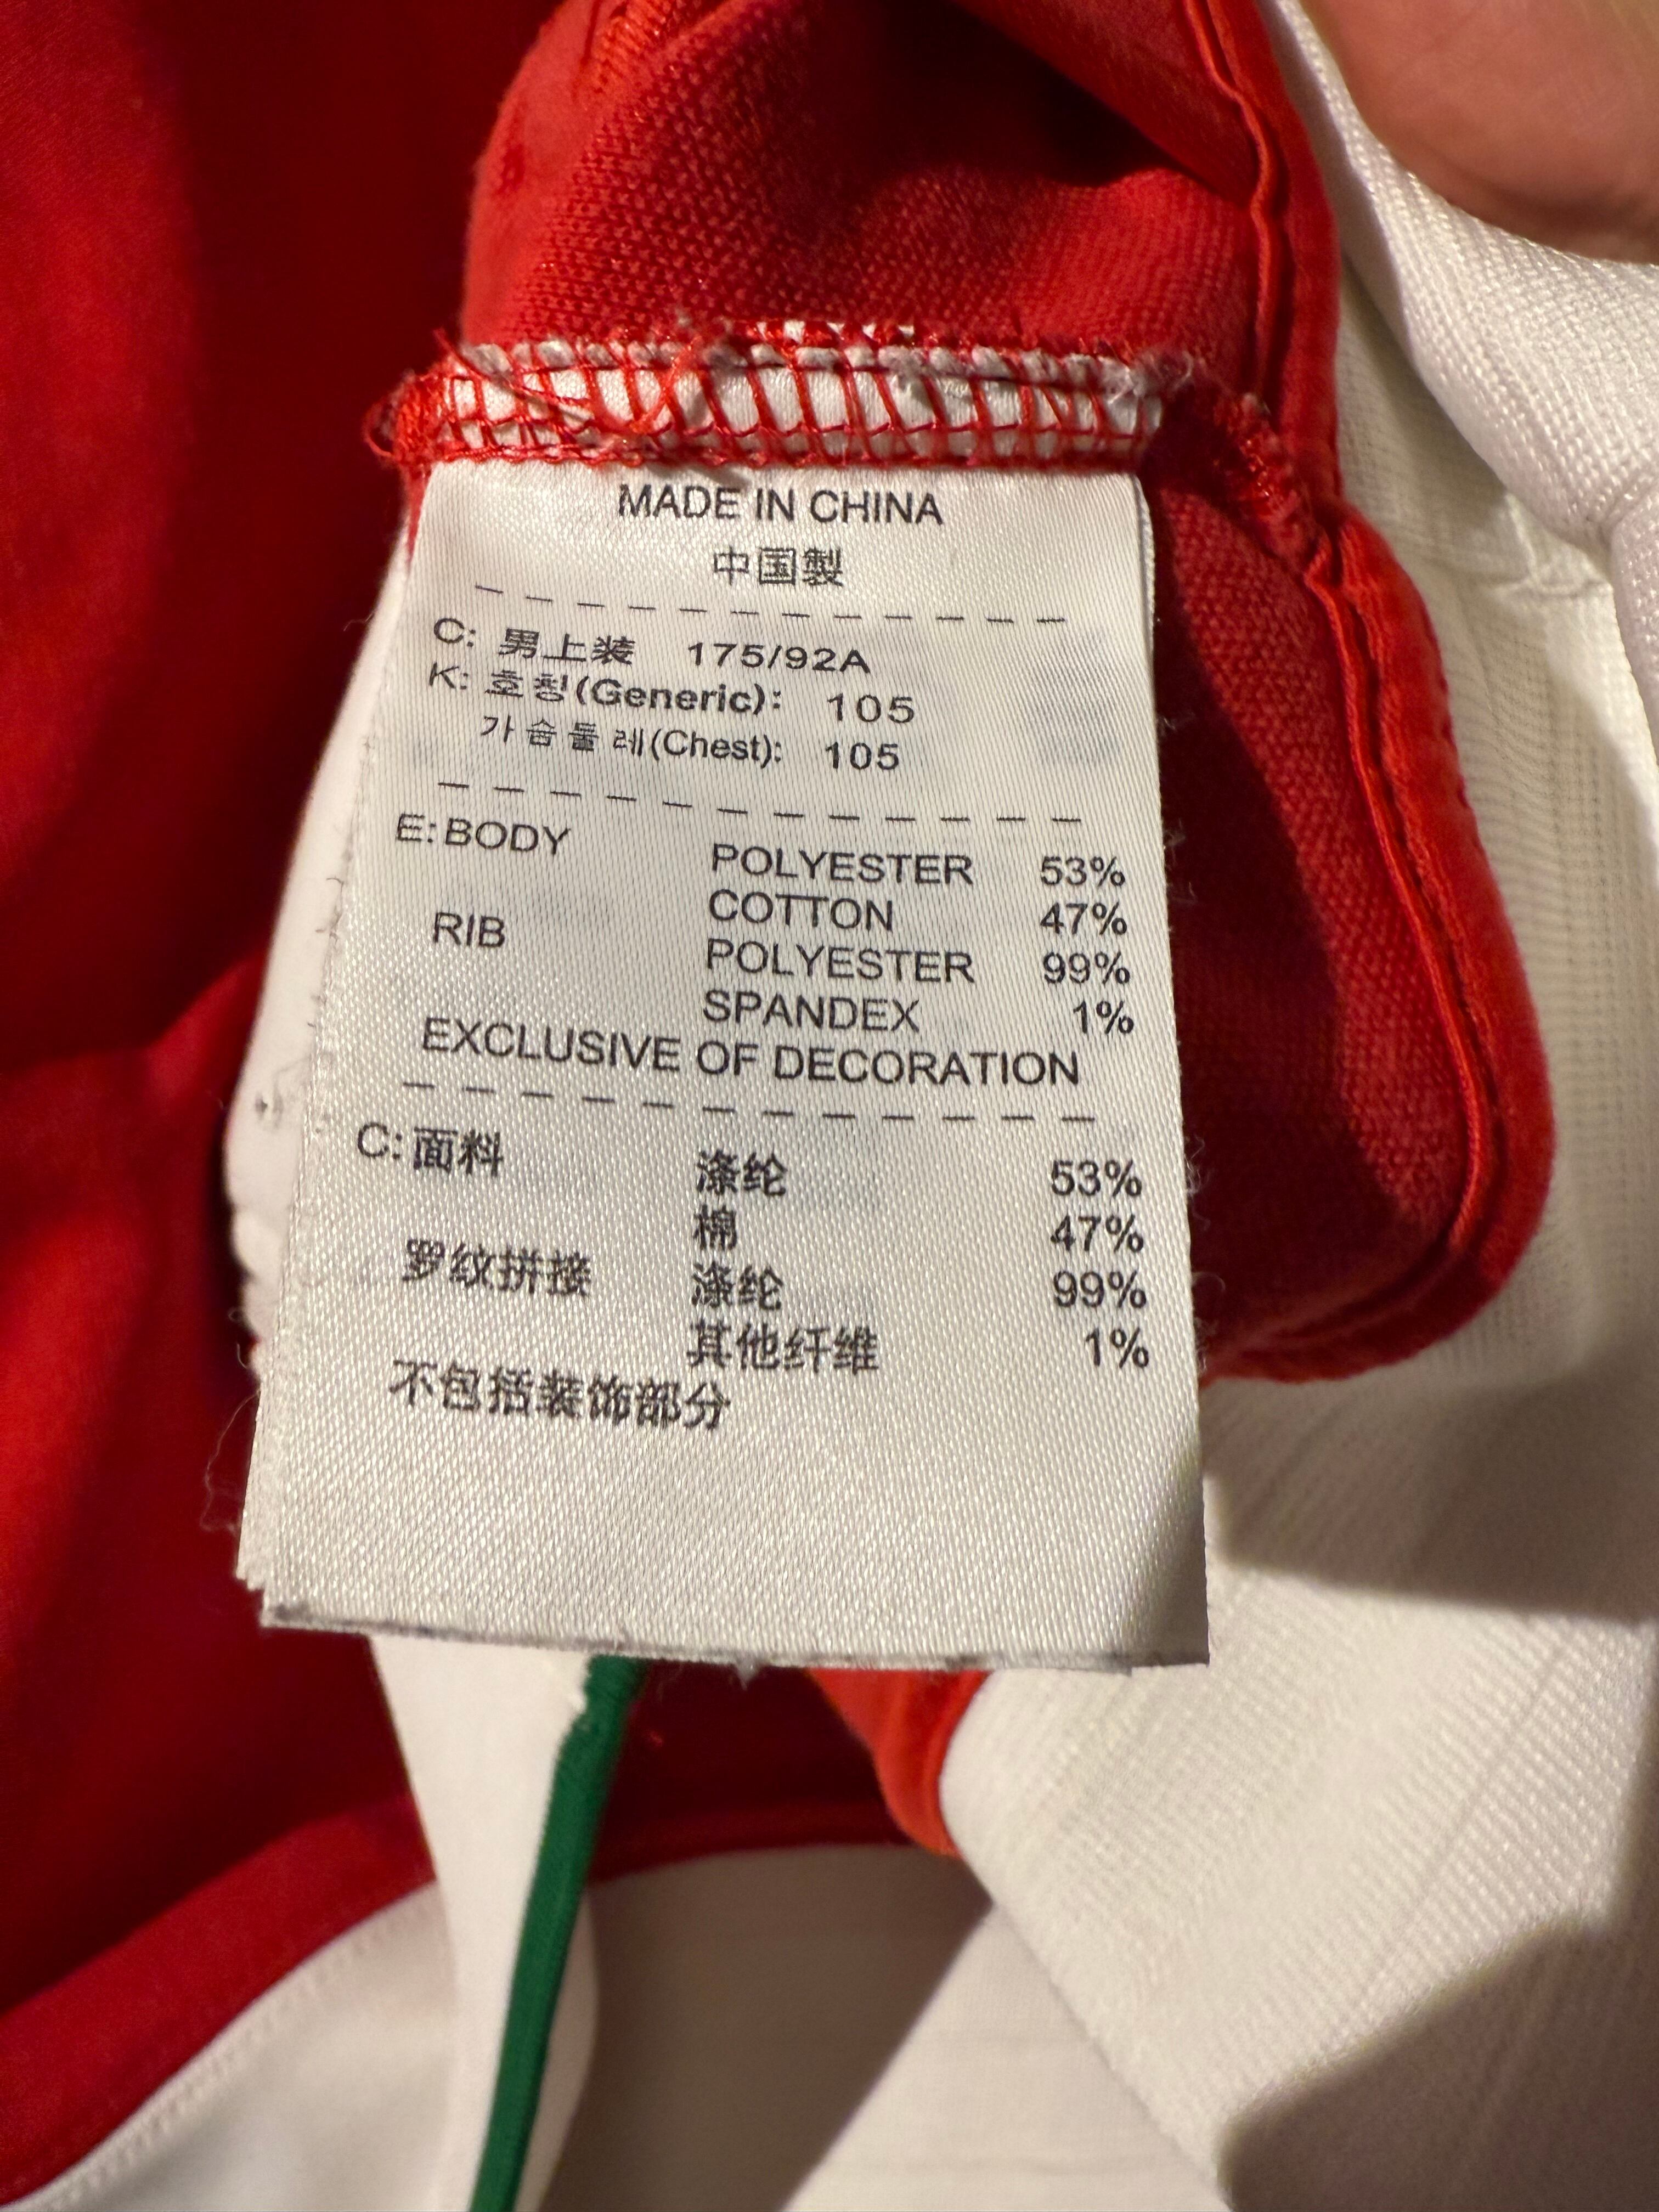 MADE IN CHINA
中国製
C: 男上装 175/92A
K: 호칭(Generic): 105
가슴둘레(Chest): 105
E: BODY POLYESTER 53%
COTTON 47%
RIB POLYESTER 99%
SPANDEX 1%
EXCLUSIVE OF DECORATION
C: 面料 涤纶 53%
棉 47%
罗纹拼接 涤纶 99%
其他纤维 1%
不包括装饰部分